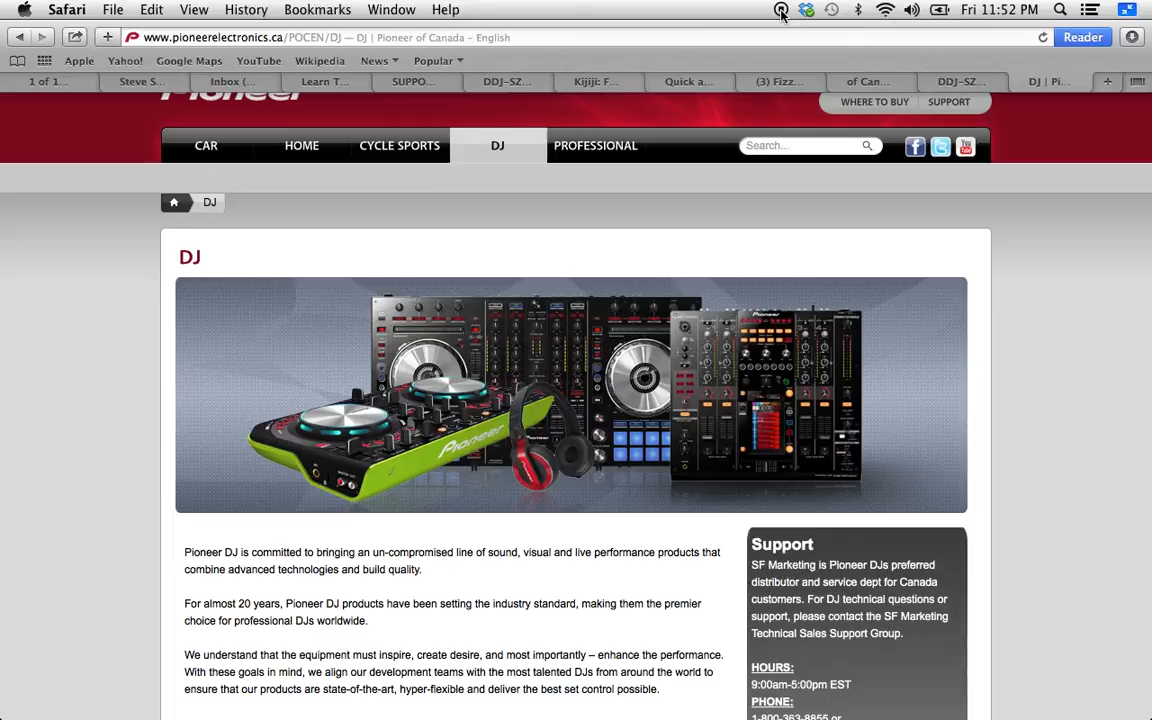 Safari File Edit View History Bookmarks Window Help Fri 11:52 PM
www.pioneerelectronics.ca/POCEN/DJ — DJ | Pioneer of Canada - English Reader
Apple Yahoo! Google Maps YouTube Wikipedia News Popular
1 of 1... Steve S... Inbox (... Learn T... SUPPO... DDJ-SZ... Kijiji: F... Quick a... (3) Fizz... of Can... DDJ-SZ... DJ | Pi...
Pioneer
WHERE TO BUY SUPPORT
CAR HOME CYCLE SPORTS DJ PROFESSIONAL Search...
DJ
DJ
Pioneer
Pioneer
Pioneer DJ is committed to bringing an un-compromised line of sound, visual and live performance products that
combine advanced technologies and build quality.
For almost 20 years, Pioneer DJ products have been setting the industry standard, making them the premier
choice for professional DJs worldwide.
We understand that the equipment must inspire, create desire, and most importantly – enhance the performance.
With these goals in mind, we align our development teams with the most talented DJs from around the world to
ensure that our products are state-of-the-art, hyper-flexible and deliver the best set control possible.
Support
SF Marketing is Pioneer DJs preferred
distributor and service dept for Canada
customers. For DJ technical questions or
support, please contact the SF Marketing
Technical Sales Support Group.
HOURS:
9:00am-5:00pm EST
PHONE:
1-800-363-8855 or